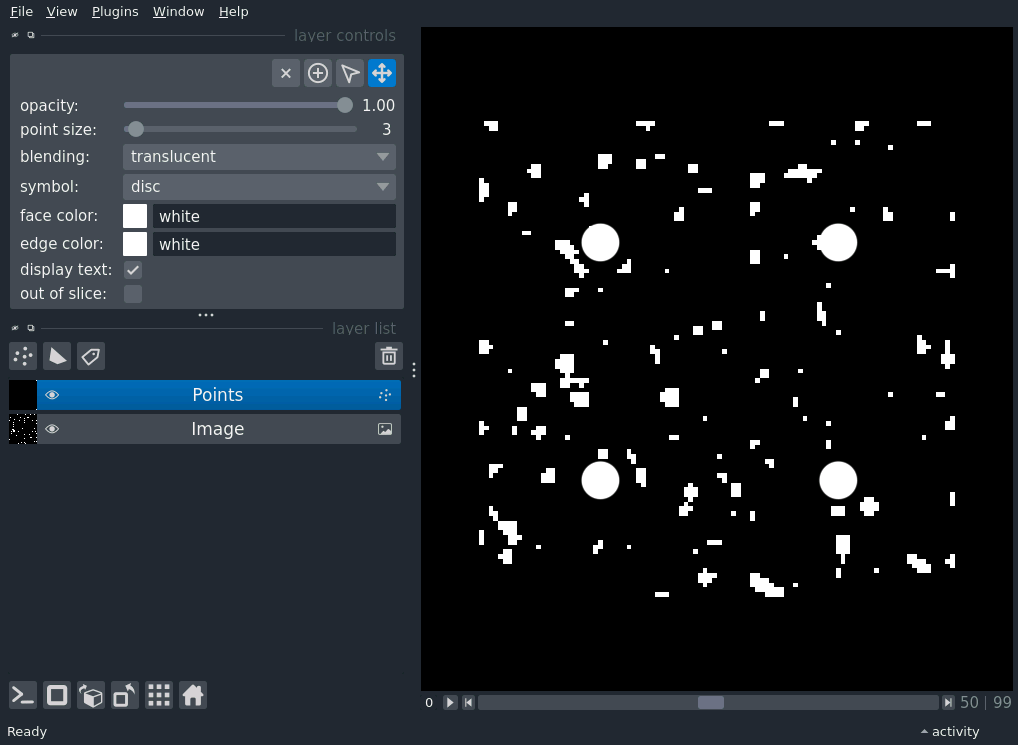 File View Plugins Window Help
layer controls
opacity: 1.00
point size: 3
blending: translucent
symbol: disc
face color: white
edge color: white
display text:
out of slice:
layer list
Points
Image
0 50 | 99
Ready activity